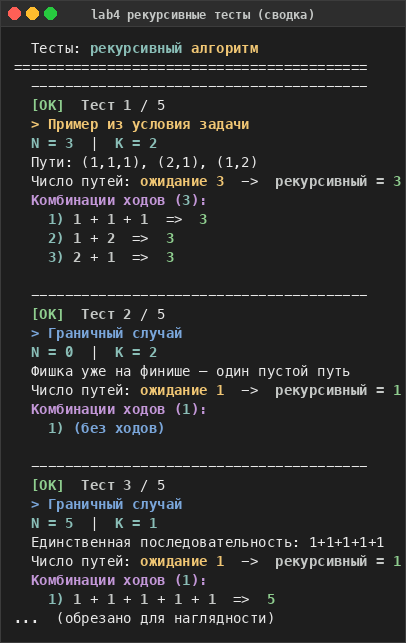 lab4 рекурсивные тесты (сводка)
Тесты: рекурсивный алгоритм
==========================================
────────────────────────────────────────
[OK]  Тест 1 / 5
> Пример из условия задачи
N = 3  |  K = 2
Пути: (1,1,1), (2,1), (1,2)
Число путей: ожидание 3  —>  рекурсивный = 3
Комбинации ходов (3):
1) 1 + 1 + 1  =>  3
2) 1 + 2  =>  3
3) 2 + 1  =>  3
────────────────────────────────────────
[OK]  Тест 2 / 5
> Граничный случай
N = 0  |  K = 2
Фишка уже на финише — один пустой путь
Число путей: ожидание 1  —>  рекурсивный = 1
Комбинации ходов (1):
1) (без ходов)
────────────────────────────────────────
[OK]  Тест 3 / 5
> Граничный случай
N = 5  |  K = 1
Единственная последовательность: 1+1+1+1+1
Число путей: ожидание 1  —>  рекурсивный = 1
Комбинации ходов (1):
1) 1 + 1 + 1 + 1 + 1  =>  5
...  (обрезано для наглядности)